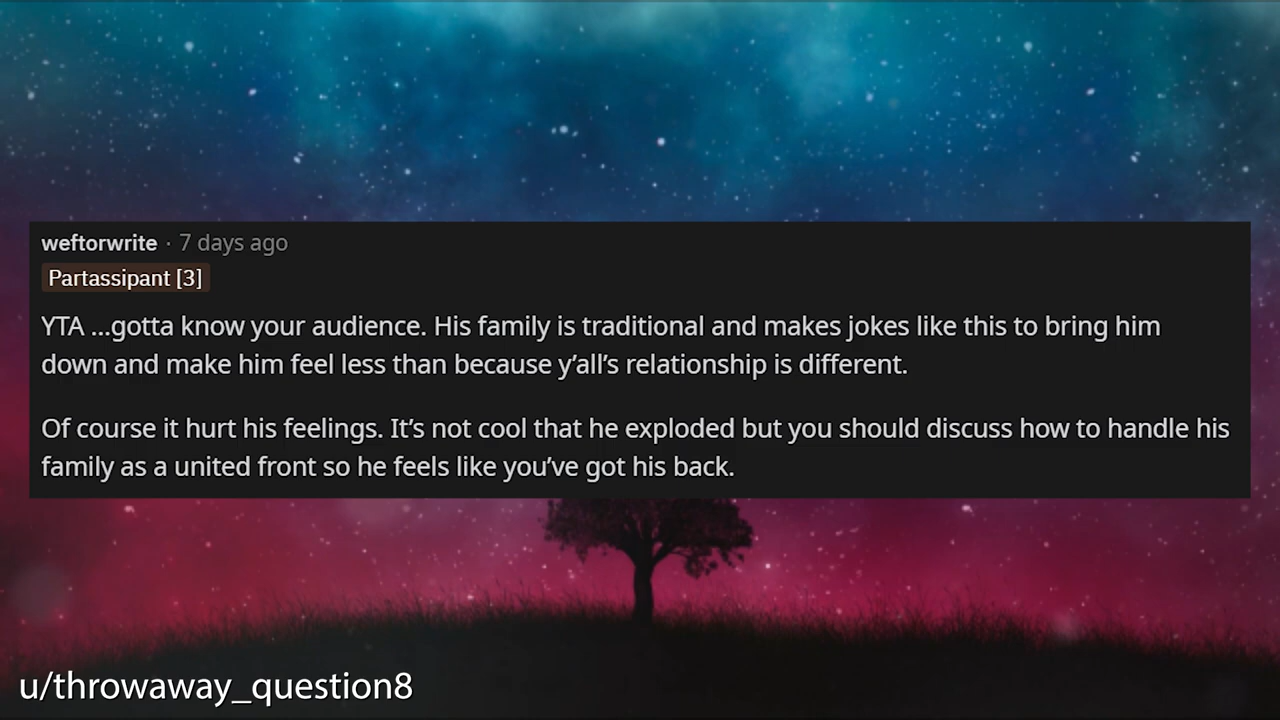 weftorwrite · 7 days ago
Partassipant [3]
YTA ...gotta know your audience. His family is traditional and makes jokes like this to bring him
down and make him feel less than because y’all’s relationship is different.
Of course it hurt his feelings. It’s not cool that he exploded but you should discuss how to handle his
family as a united front so he feels like you’ve got his back.
u/throwaway_question8